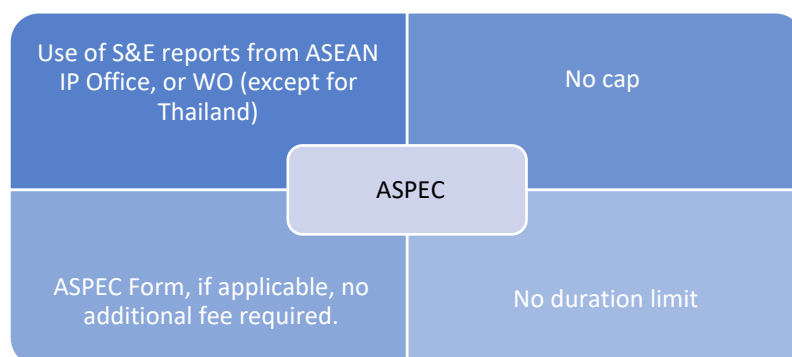 Use of S&E reports from ASEAN
IP Office, or WO (except for
Thailand)
No cap
ASPEC
ASPEC Form, if applicable, no
additional fee required.
No duration limit